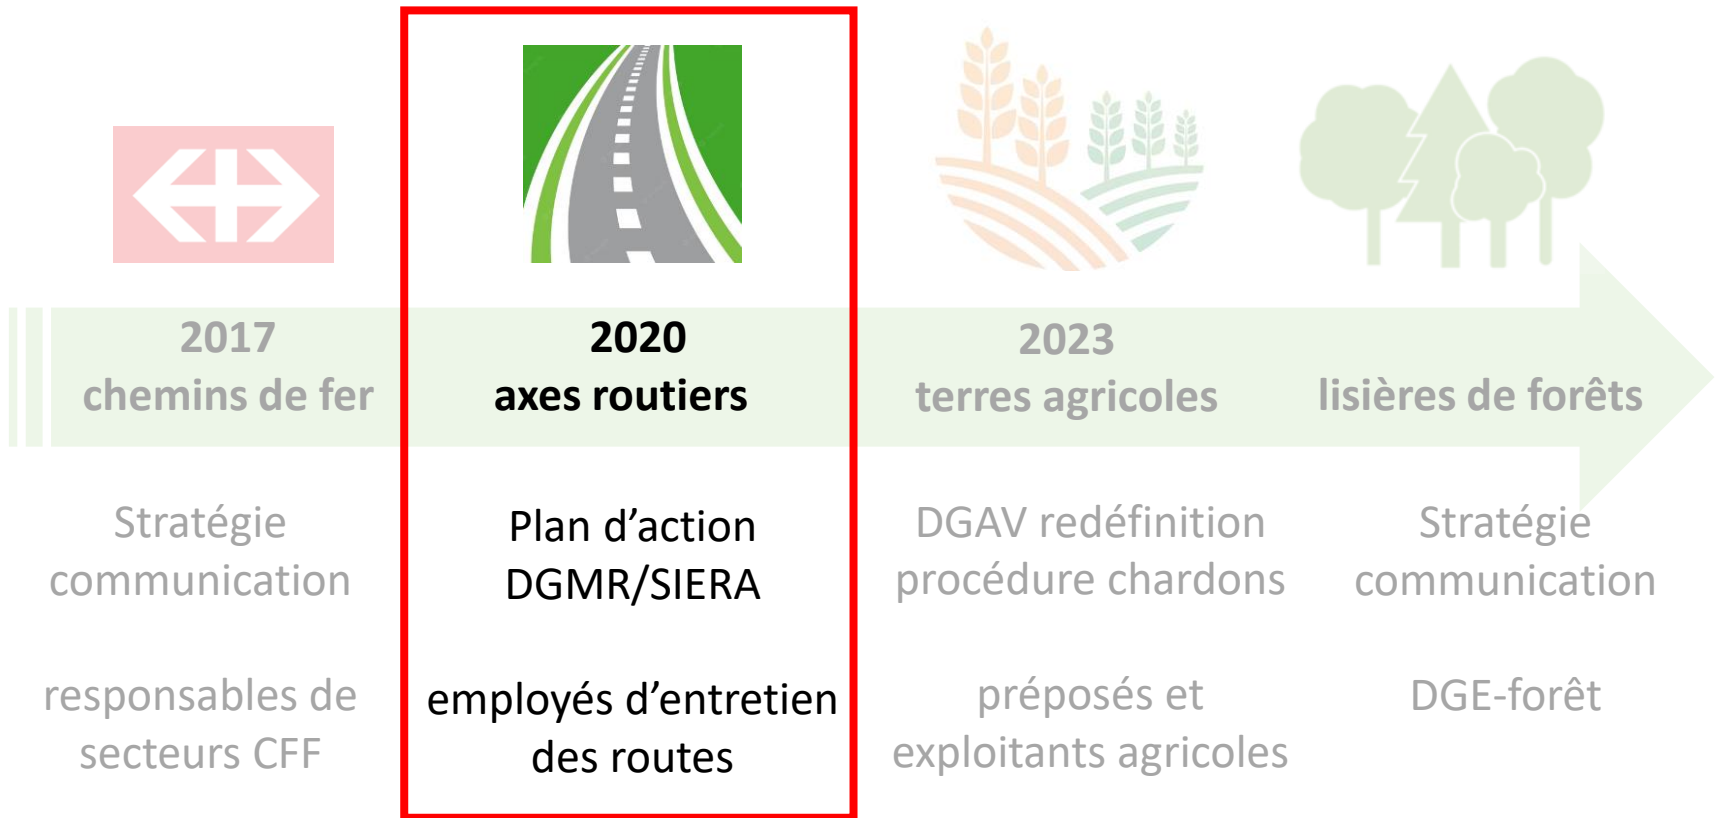 2017
chemins de fer
Stratégie
communication
responsables de
secteurs CFF
2020
axes routiers
Plan d’action
DGMR/SIERA
employés d’entretien
des routes
2023
terres agricoles
DGAV redéfinition
procédure chardons
préposés et
exploitants agricoles
lisières de forêts
Stratégie
communication
DGE-forêt